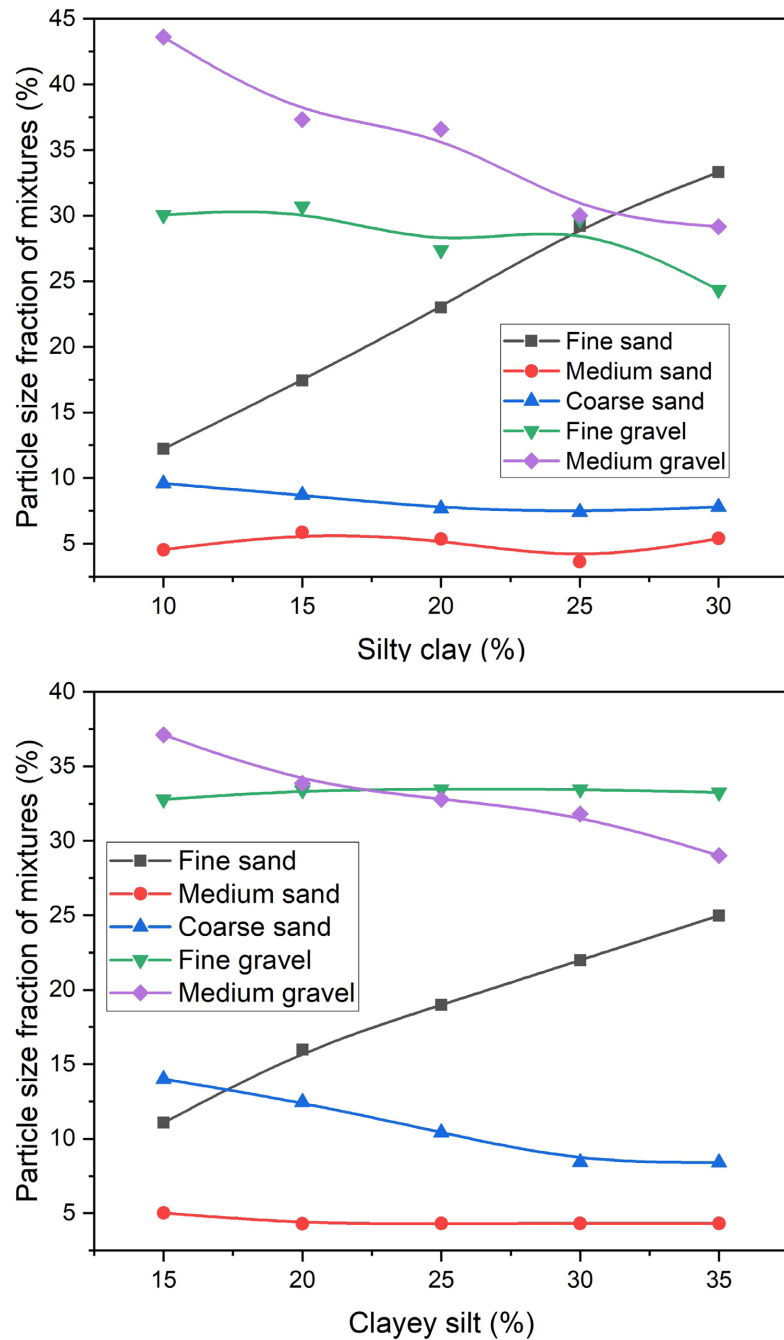 Particle size fraction of mixtures (%)
45
40
35
30
25
20
15
10
5
Fine sand
Medium sand
Coarse sand
Fine gravel
Medium gravel
10 15 20 25 30
Silty clay (%)
Particle size fraction of mixtures (%)
40
35
30
25
20
15
10
5
Fine sand
Medium sand
Coarse sand
Fine gravel
Medium gravel
15 20 25 30 35
Clayey silt (%)